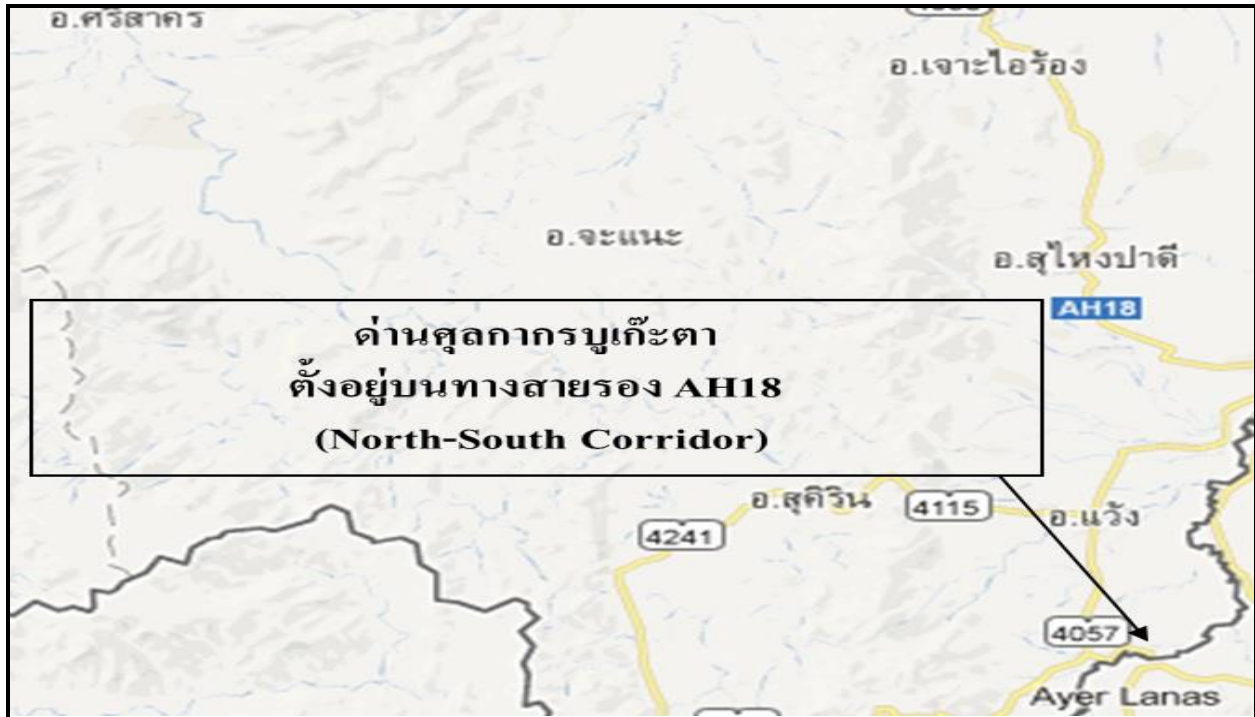 อ.ศรีสาคร
อ.เจาะไอร้อง
อ.จะแนะ
อ.สุไหงปาดี
AH18
ด่านศุลกากรบูเก๊ะตา
ตั้งอยู่บนทางสายรอง AH18
(North-South Corridor)
อ.สุคิริน
4115
อ.แว้ง
4241
4057
Ayer Lanas